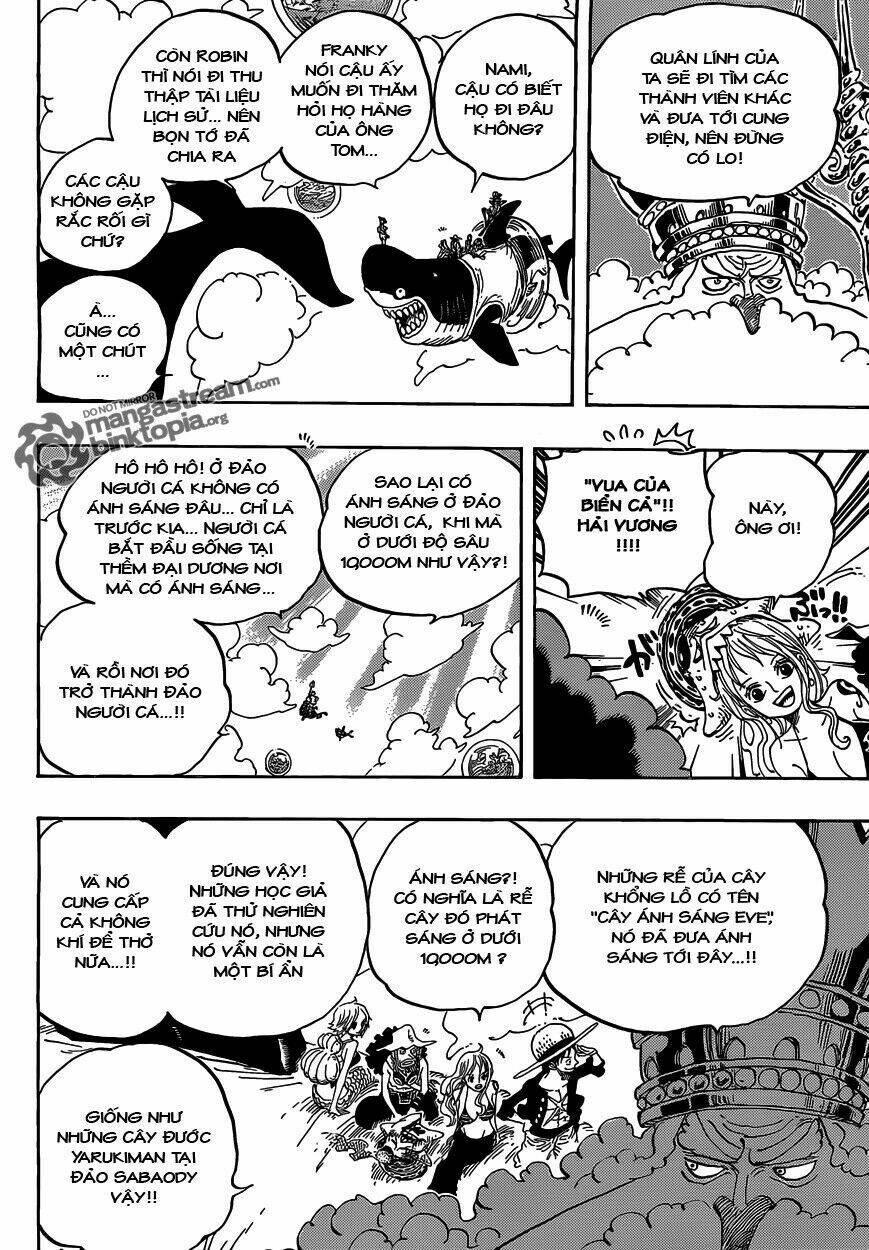 QUÂN LÍNH CỦA
TA SẼ ĐI TÌM CÁC
THÀNH VIÊN KHÁC
VÀ ĐƯA TỚI CUNG
ĐIỆN, NÊN ĐỪNG
CÓ LO!
NAMI,
CẬU CÓ BIẾT
HỌ ĐI ĐÂU
KHÔNG?
FRANKY
NÓI CẬU ẤY
MUỐN ĐI THĂM
HỎI HỌ HÀNG
CỦA ÔNG
TOM...
CÒN ROBIN
THÌ NÓI ĐI THU
THẬP TÀI LIỆU
LỊCH SỬ... NÊN
BỌN TỚ ĐÃ
CHIA RA
CÁC CẬU
KHÔNG GẶP
RẮC RỐI GÌ
CHỨ?
À...
CŨNG CÓ
MỘT CHÚT
...
DO NOT MIRROR
mangastream.com
binktopia.org
NÀY,
ÔNG ƠI!
"VUA CỦA
BIỂN CẢ"!!
HẢI VƯƠNG
!!!!
SAO LẠI CÓ
ÁNH SÁNG Ở ĐẢO
NGƯỜI CÁ, KHI MÀ
Ở DƯỚI ĐỘ SÂU
10,000M NHƯ VẬY?!
HÔ HÔ HÔ! Ở ĐẢO
NGƯỜI CÁ KHÔNG CÓ
ÁNH SÁNG ĐÂU... CHỈ LÀ
TRƯỚC KIA... NGƯỜI CÁ
BẮT ĐẦU SỐNG TẠI
THỀM ĐẠI DƯƠNG NƠI
MÀ CÓ ÁNH SÁNG...
VÀ RỒI NƠI ĐÓ
TRỞ THÀNH ĐẢO
NGƯỜI CÁ...!!
NHỮNG RỄ CỦA CÂY
KHỔNG LỒ CÓ TÊN
"CÂY ÁNH SÁNG EVE",
NÓ ĐÃ ĐƯA ÁNH
SÁNG TỚI ĐÂY...!!
ÁNH SÁNG?!
CÓ NGHĨA LÀ RỄ
CÂY ĐÓ PHÁT
SÁNG Ở DƯỚI
10,000M ?
ĐÚNG VẬY!
NHỮNG HỌC GIẢ
ĐÃ THỬ NGHIÊN
CỨU NÓ, NHƯNG
NÓ VẪN CÒN LÀ
MỘT BÍ ẨN
VÀ NÓ
CUNG CẤP
CẢ KHÔNG
KHÍ ĐỂ THỞ
NỮA...!!
GIỐNG NHƯ
NHỮNG CÂY ĐƯỚC
YARUKIMAN TẠI
ĐẢO SABAODY
VẬY!!